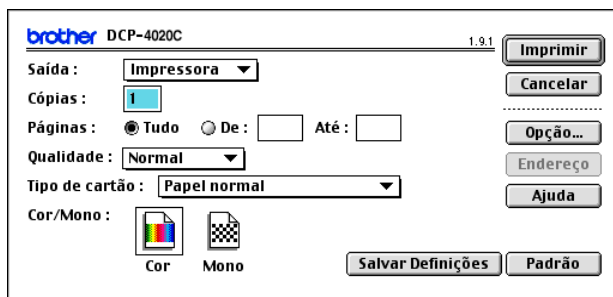 brother DCP-4020C
1.9.1
Imprimir
Saída : Impressora
Cancelar
Cópias : 1
Páginas : Tudo De : Até :
Opção...
Qualidade : Normal
Endereço
Tipo de cartão : Papel normal
Ajuda
Cor/Mono :
Cor Mono
Salvar Definições Padrão